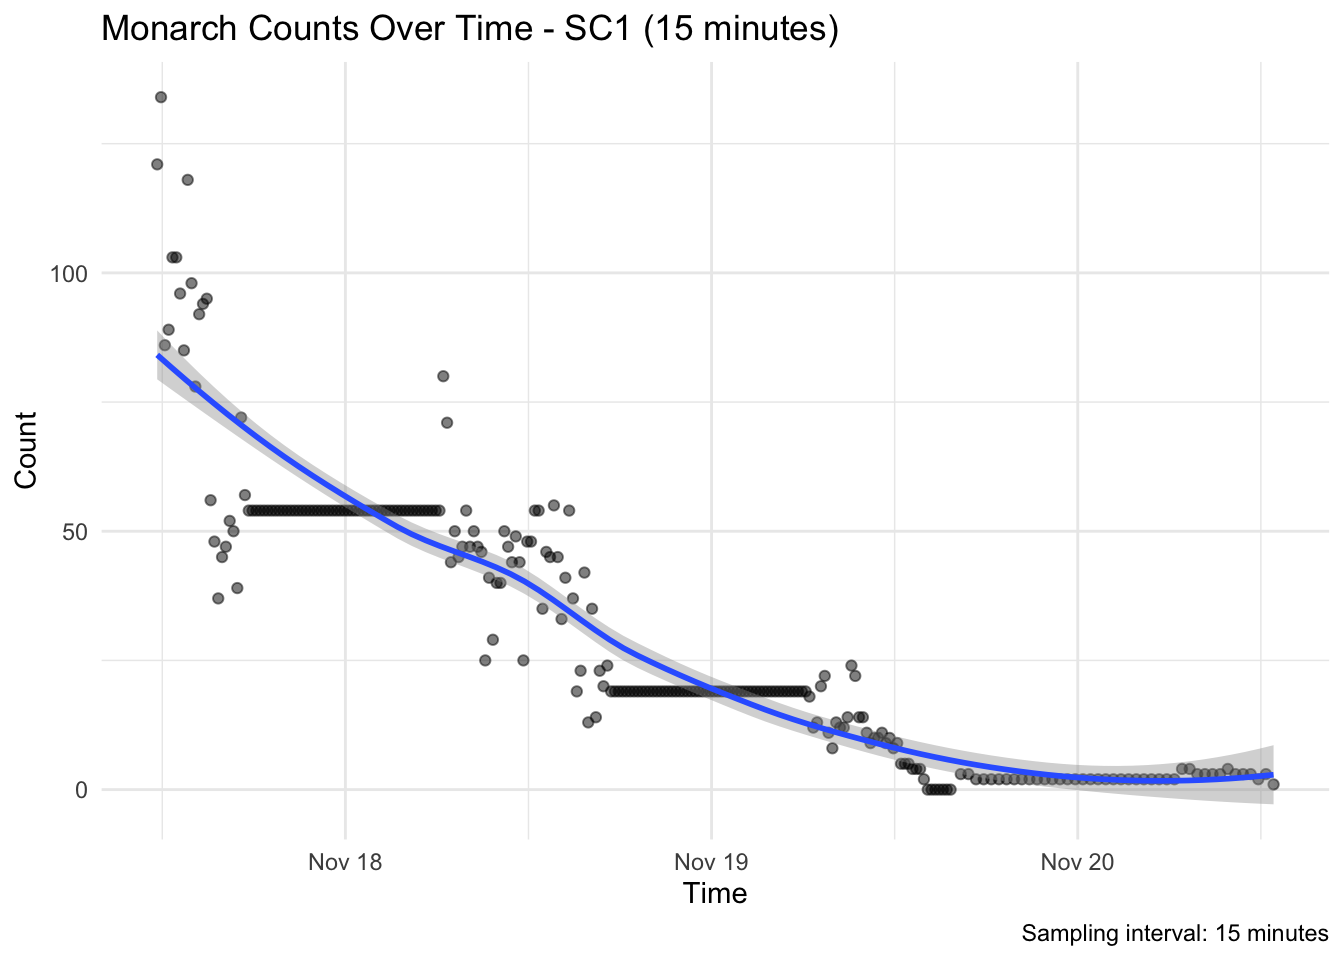 Monarch Counts Over Time - SC1 (15 minutes)
Count
100
50
0
Nov 18
Nov 19
Nov 20
Time
Sampling interval: 15 minutes